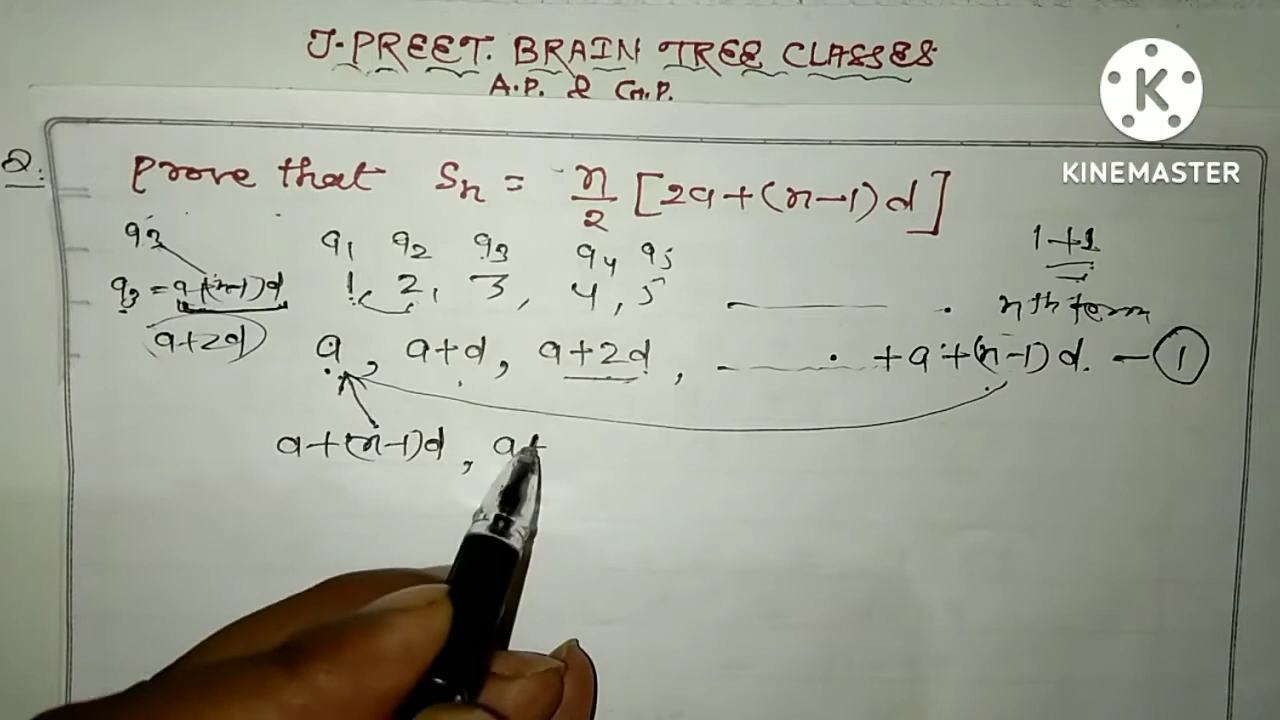 J-PREET. BRAIN TREE CLASSES
A.P. & G.P.
K
KINEMASTER
Q. Prove that Sn = n/2 [2a+(n-1)d]
a3 a1 a2 a3 a4 a5 1+1
a3 = a+(n-1)d 1, 2, 3, 4, 5 . nth term
(a+2d) a, a+d, a+2d, . +a+(n-1)d. - 1
a+(n-1)d, a+